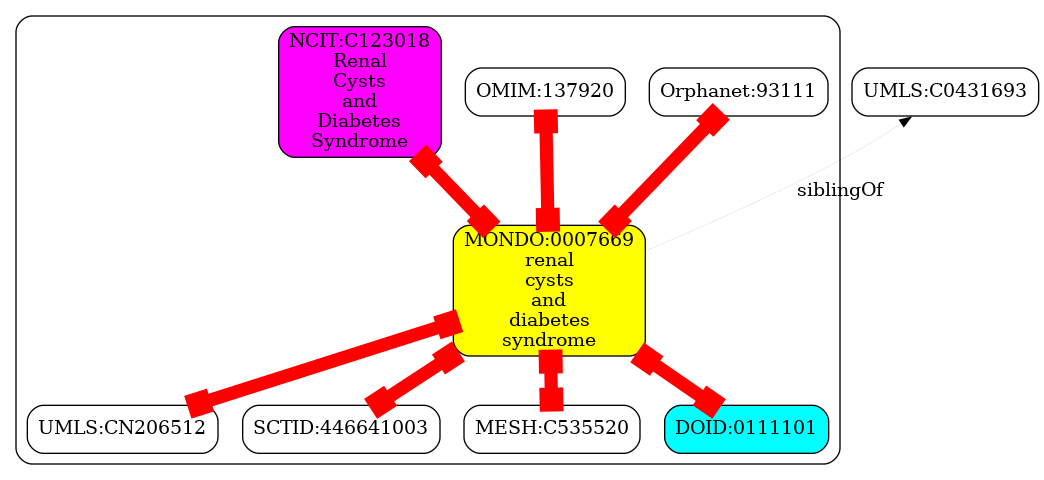 NCIT:C123018
Renal
Cysts
and
Diabetes
Syndrome
OMIM:137920
Orphanet:93111
UMLS:C0431693
siblingOf
MONDO:0007669
renal
cysts
and
diabetes
syndrome
UMLS:CN206512
SCTID:446641003
MESH:C535520
DOID:0111101